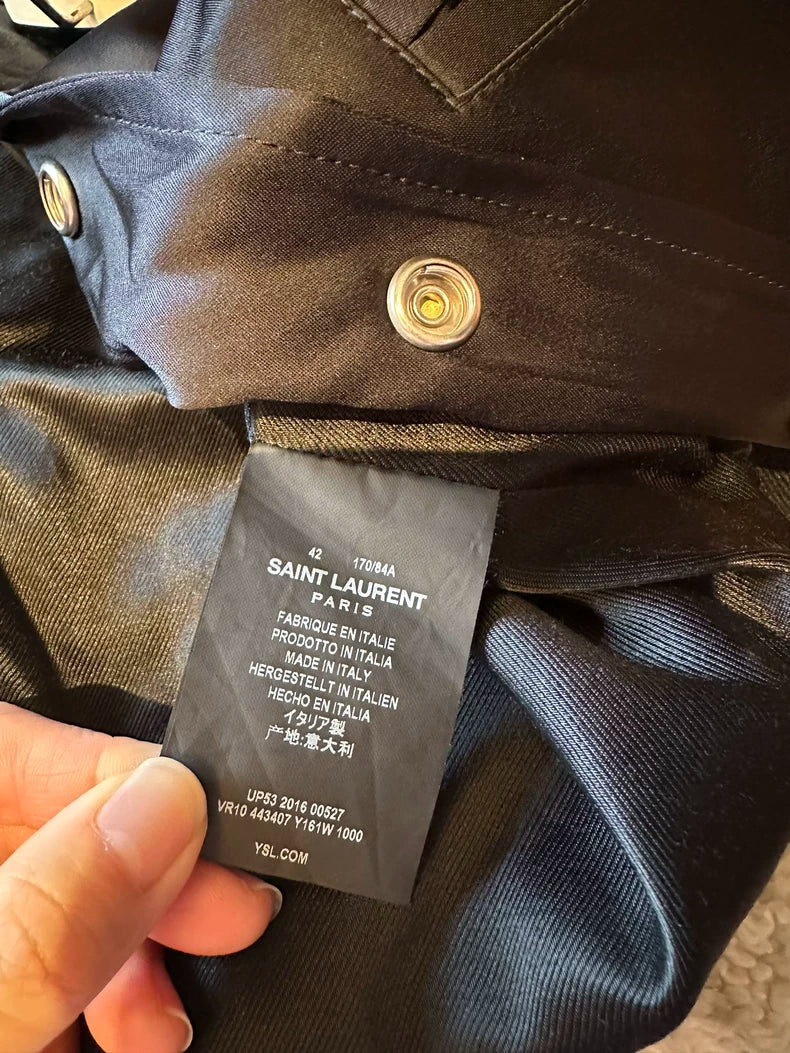 42 170/84A
SAINT LAURENT
PARIS
FABRIQUE EN ITALIE
PRODOTTO IN ITALIA
MADE IN ITALY
HERGESTELLT IN ITALIEN
HECHO EN ITALIA
イタリア製
产地:意大利
UP53 2016 00527
VR10 443407 Y161W 1000
YSL.COM